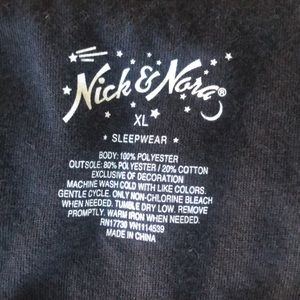 Nick & Nora®
XL
* SLEEPWEAR *
BODY: 100% POLYESTER
OUTSOLE: 80% POLYESTER / 20% COTTON
EXCLUSIVE OF DECORATION
MACHINE WASH COLD WITH LIKE COLORS.
GENTLE CYCLE. ONLY NON-CHLORINE BLEACH
WHEN NEEDED. TUMBLE DRY LOW. REMOVE
PROMPTLY. WARM IRON WHEN NEEDED.
RN17730 VN1114539
MADE IN CHINA